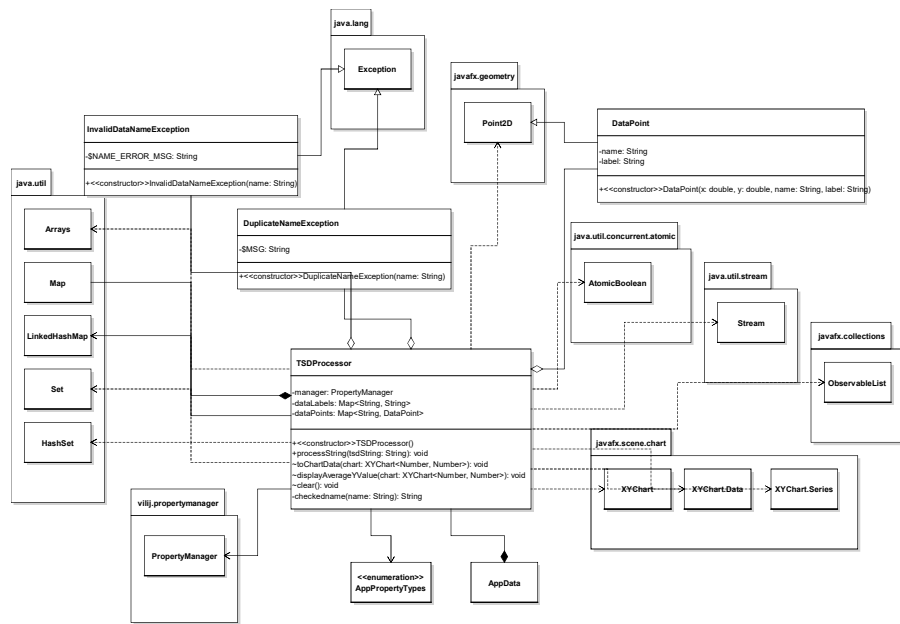 java.lang
Exception
javafx.geometry
Point2D
DataPoint
-name: String
-label: String
+<<constructor>>DataPoint(x: double, y: double, name: String, label: String)
InvalidDataNameException
-$NAME_ERROR_MSG: String
+<<constructor>>InvalidDataNameException(name: String)
java.util
Arrays
Map
LinkedHashMap
Set
HashSet
DuplicateNameException
-$MSG: String
+<<constructor>>DuplicateNameException(name: String)
java.util.concurrent.atomic
AtomicBoolean
java.util.stream
Stream
javafx.collections
ObservableList
TSDProcessor
-manager: PropertyManager
-dataLabels: Map<String, String>
-dataPoints: Map<String, DataPoint>
+<<constructor>>TSDProcessor()
+processString(tsdString: String): void
~toChartData(chart: XYChart<Number, Number>): void
~displayAverageYValue(chart: XYChart<Number, Number>): void
~clear(): void
-checkedname(name: String): String
javafx.scene.chart
XYChart
XYChart.Data
XYChart.Series
vilij.propertymanager
PropertyManager
<<enumeration>>
AppPropertyTypes
AppData